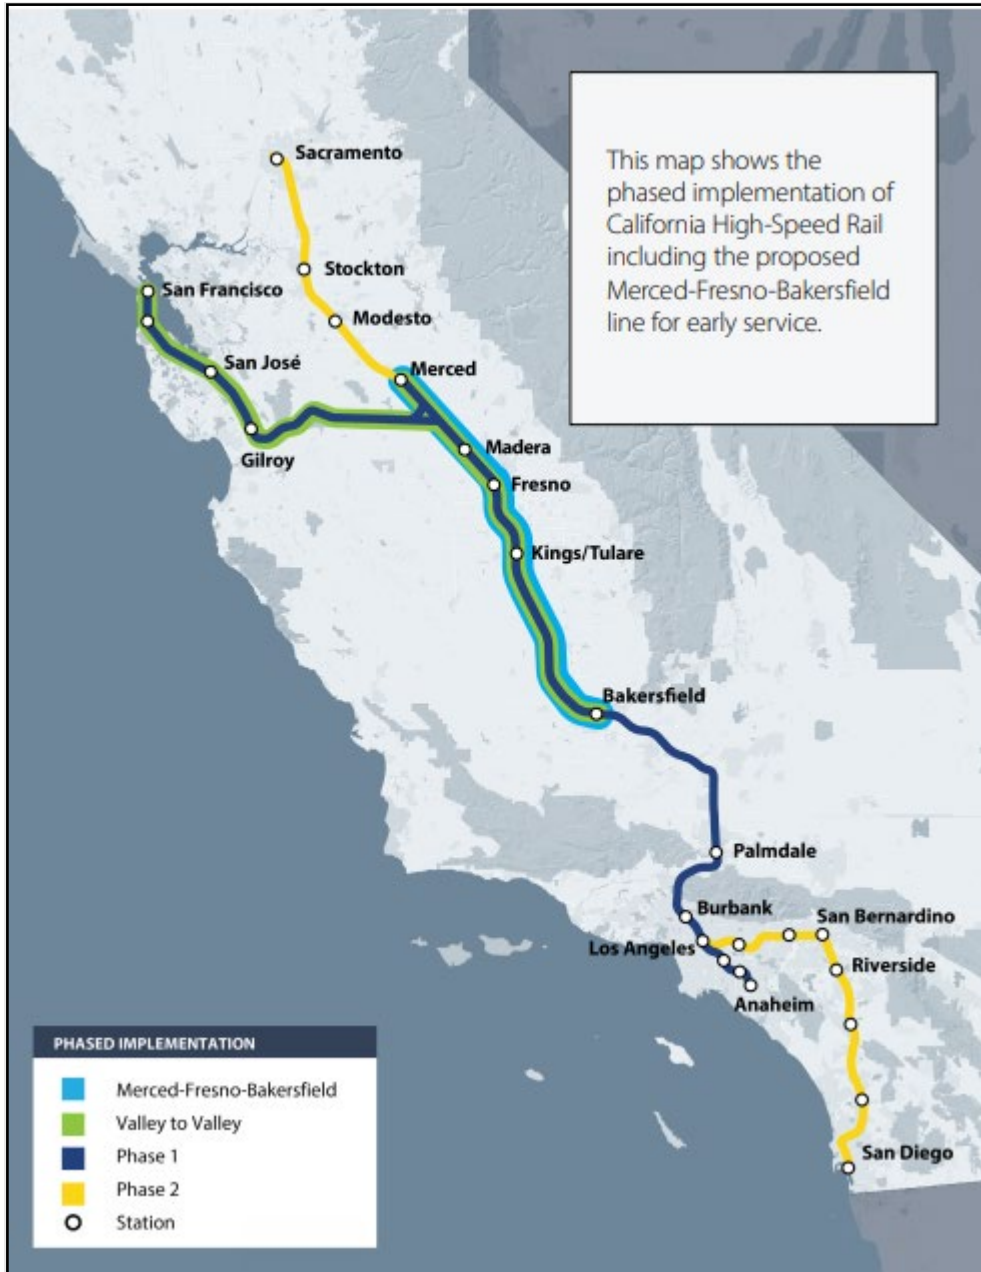 Sacramento
This map shows the
phased implementation of
California High-Speed Rail
including the proposed
Merced-Fresno-Bakersfield
line for early service.
Stockton
San Francisco
Modesto
San José
Merced
Gilroy
Madera
Fresno
Kings/Tulare
Bakersfield
Palmdale
Burbank
San Bernardino
Los Angeles
Riverside
Anaheim
San Diego
PHASED IMPLEMENTATION
Merced-Fresno-Bakersfield
Valley to Valley
Phase 1
Phase 2
Station